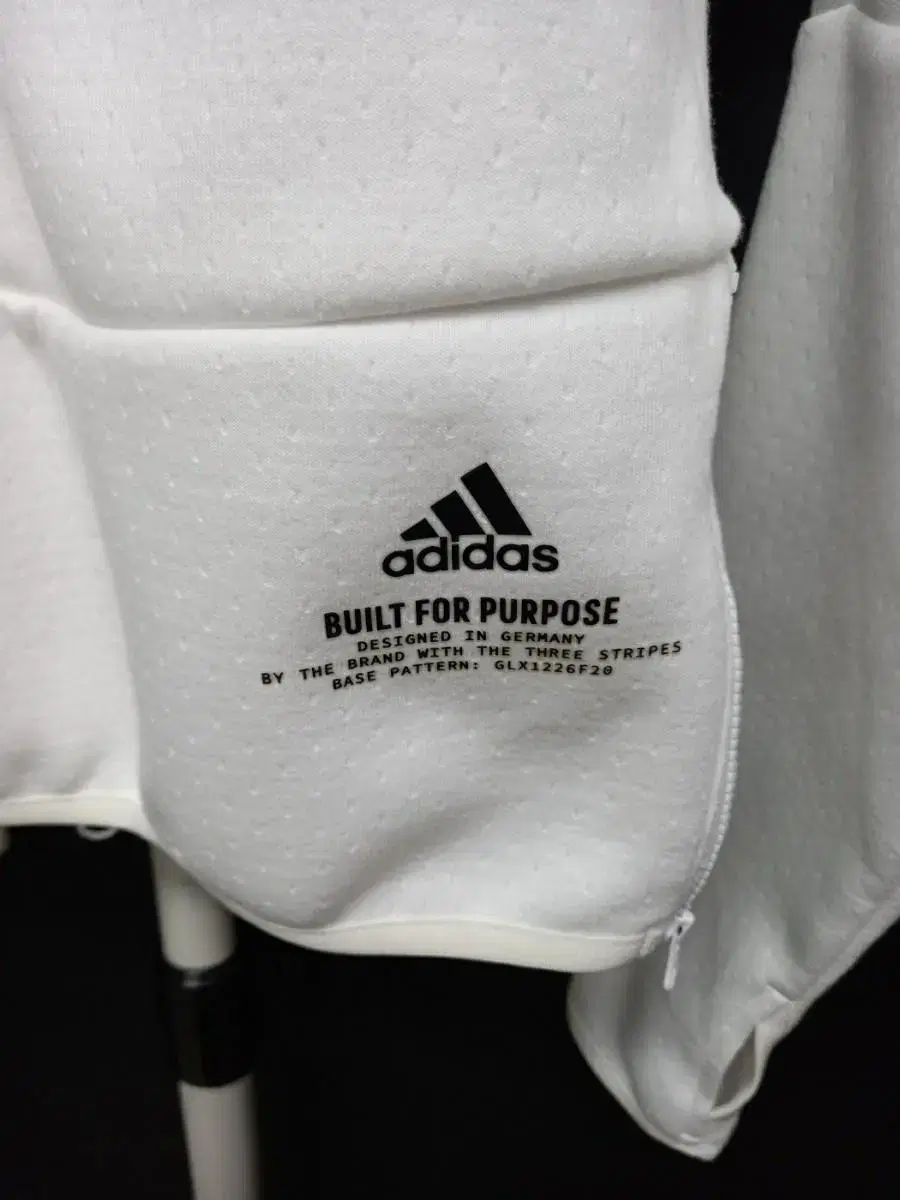 adidas
BUILT FOR PURPOSE
DESIGNED IN GERMANY
BY THE BRAND WITH THE THREE STRIPES
BASE PATTERN: GLX1226F20